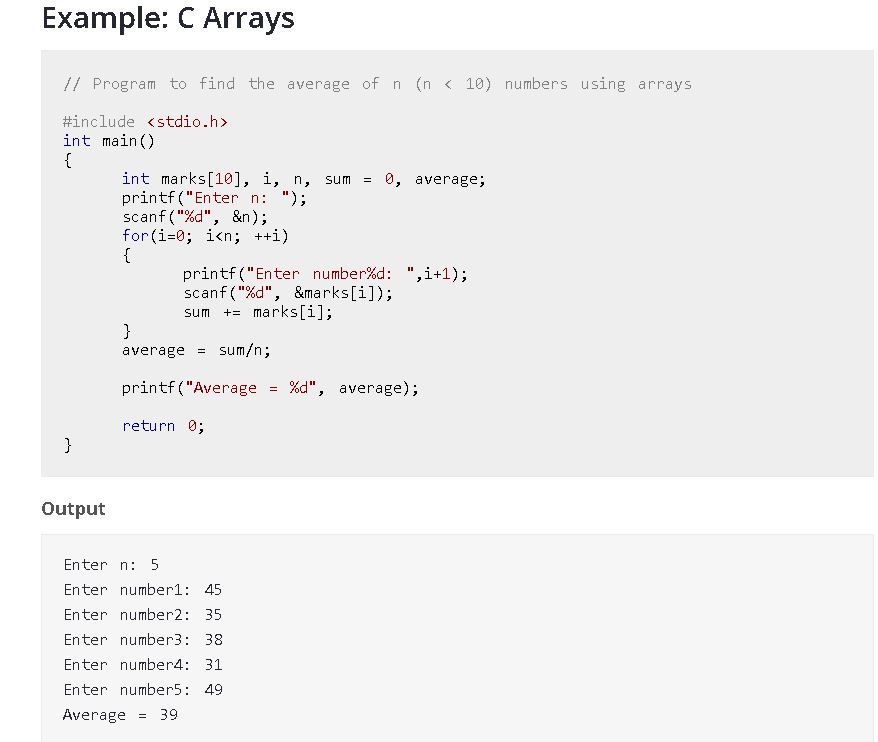 Example: C Arrays
// Program to find the average of n (n < 10) numbers using arrays
#include <stdio.h>
int main()
{
int marks[10], i, n, sum = 0, average;
printf("Enter n: ");
scanf("%d", &n);
for(i=0; i<n; ++i)
{
printf("Enter number%d: ",i+1);
scanf("%d", &marks[i]);
sum += marks[i];
}
average = sum/n;
printf("Average = %d", average);
return 0;
}
Output
Enter n: 5
Enter number1: 45
Enter number2: 35
Enter number3: 38
Enter number4: 31
Enter number5: 49
Average = 39